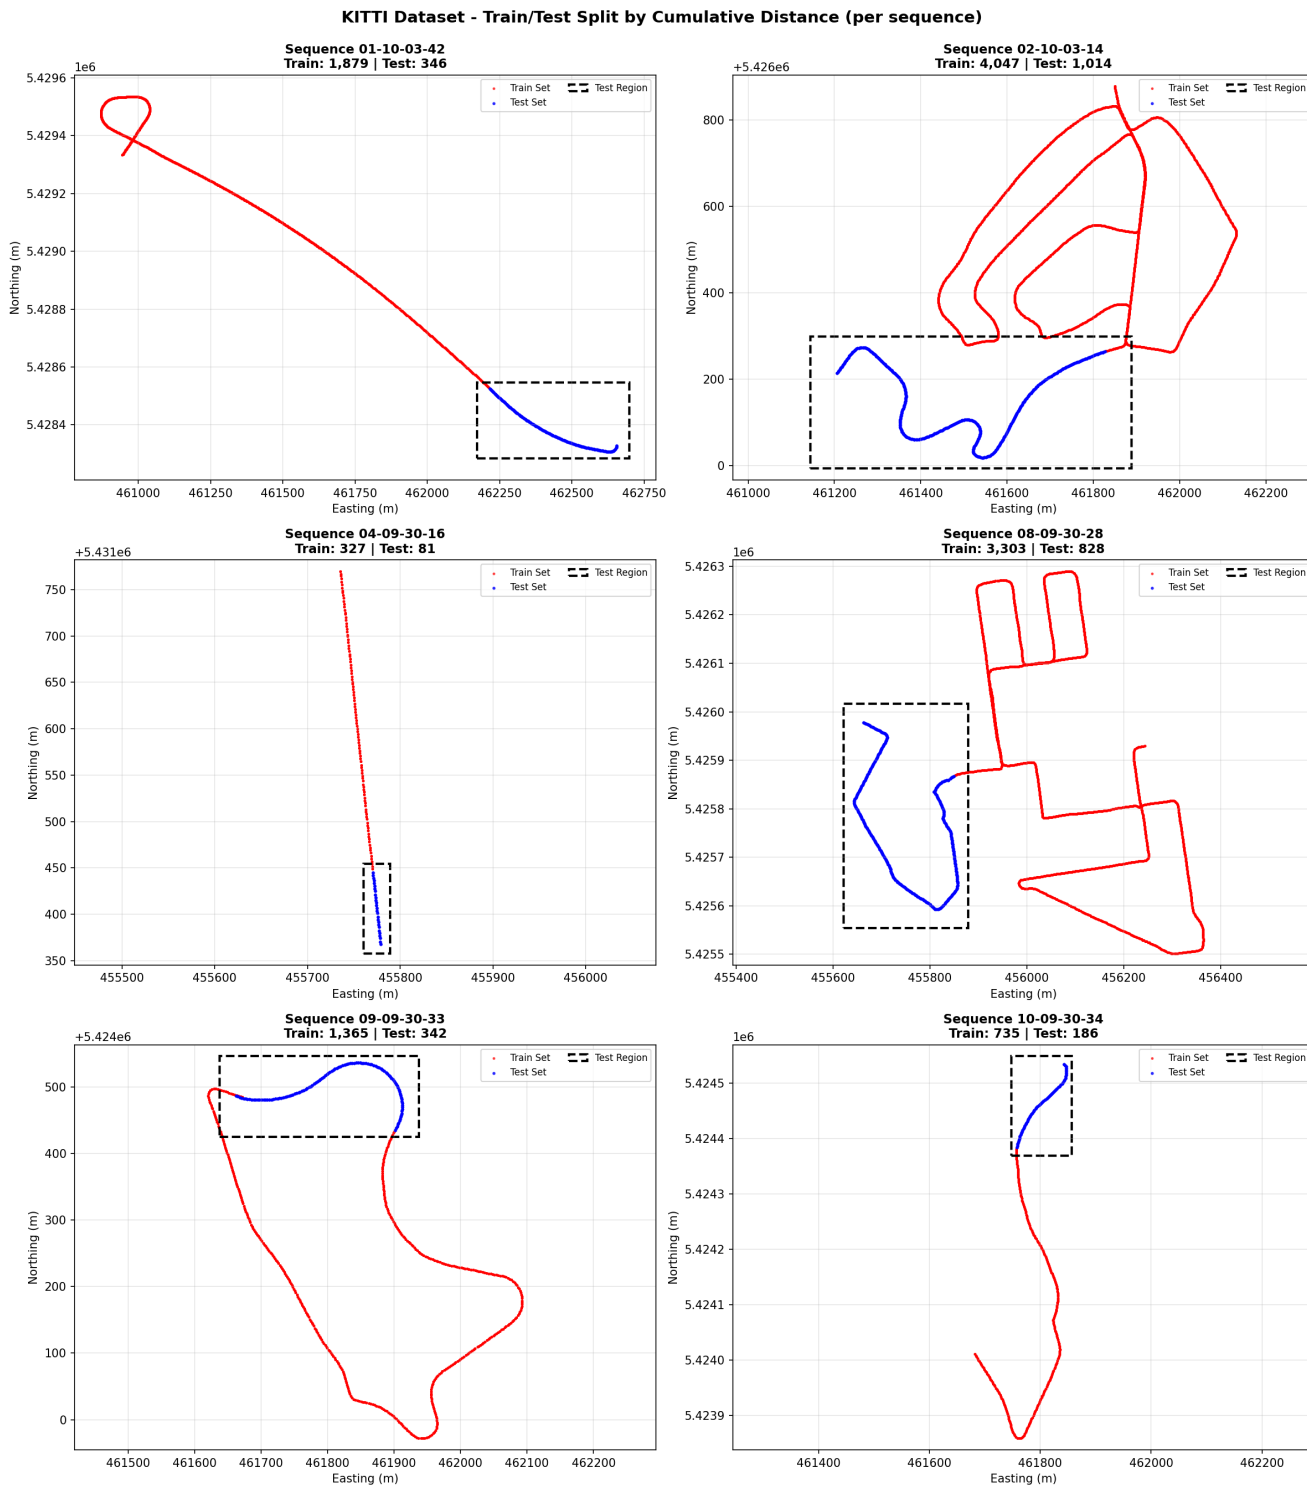 KITTI Dataset - Train/Test Split by Cumulative Distance (per sequence)
Sequence 01-10-03-42
Train: 1,879 | Test: 346
1e6
Train Set
Test Set
Test Region
5.4296
5.4294
5.4292
5.4290
5.4288
5.4286
5.4284
Northing (m)
461000 461250 461500 461750 462000 462250 462500 462750
Easting (m)
Sequence 02-10-03-14
Train: 4,047 | Test: 1,014
+5.426e6
Train Set
Test Set
Test Region
800
600
400
200
0
Northing (m)
461000 461200 461400 461600 461800 462000 462200
Easting (m)
Sequence 04-09-30-16
Train: 327 | Test: 81
+5.431e6
Train Set
Test Set
Test Region
750
700
650
600
550
500
450
400
350
Northing (m)
455500 455600 455700 455800 455900 456000
Easting (m)
Sequence 08-09-30-28
Train: 3,303 | Test: 828
1e6
Train Set
Test Set
Test Region
5.4263
5.4262
5.4261
5.4260
5.4259
5.4258
5.4257
5.4256
5.4255
Northing (m)
455400 455600 455800 456000 456200 456400
Easting (m)
Sequence 09-09-30-33
Train: 1,365 | Test: 342
+5.424e6
Train Set
Test Set
Test Region
500
400
300
200
100
0
Northing (m)
461500 461600 461700 461800 461900 462000 462100 462200
Easting (m)
Sequence 10-09-30-34
Train: 735 | Test: 186
1e6
Train Set
Test Set
Test Region
5.4245
5.4244
5.4243
5.4242
5.4241
5.4240
5.4239
Northing (m)
461400 461600 461800 462000 462200
Easting (m)